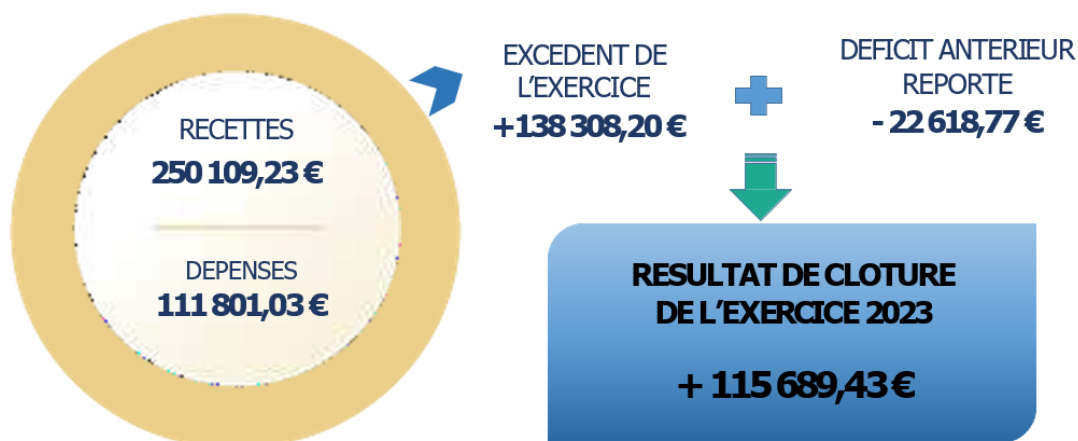 RECETTES
250 109,23 €
DEPENSES
111 801,03 €
EXCEDENT DE
L'EXERCICE
+138 308,20 €
DEFICIT ANTERIEUR
REPORTE
- 22 618,77 €
RESULTAT DE CLOTURE
DE L'EXERCICE 2023
+ 115 689,43 €